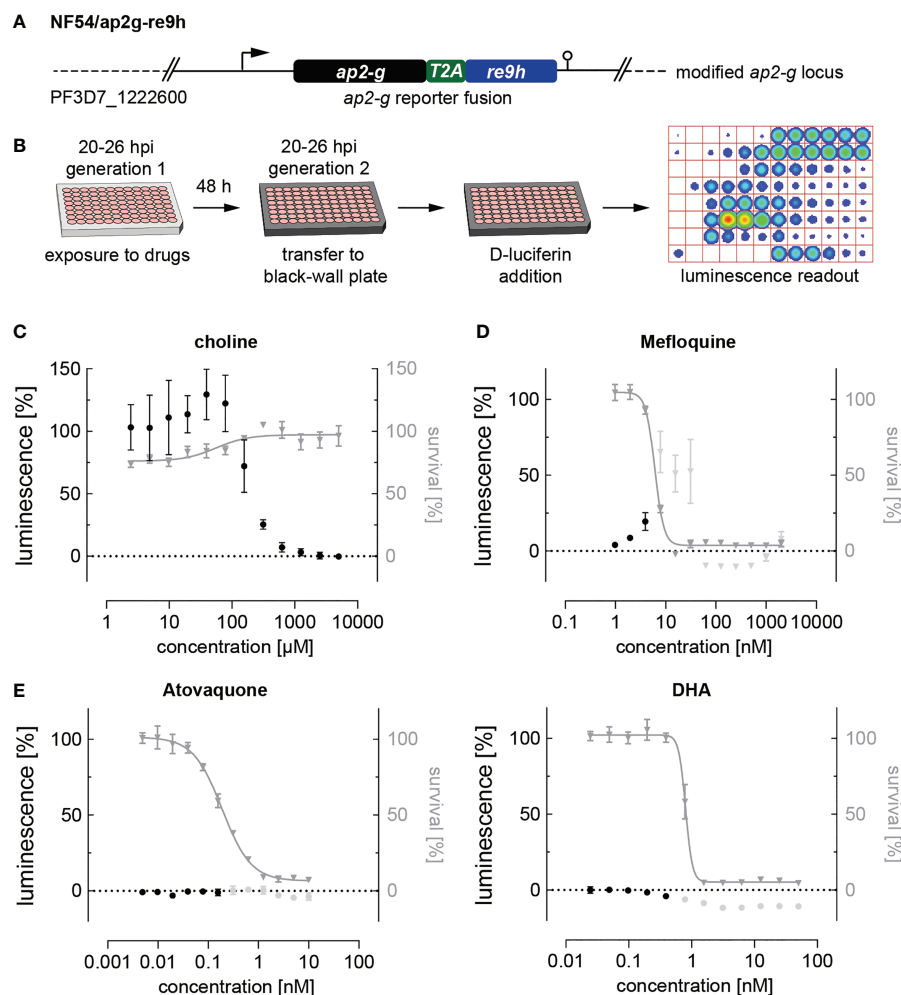 A NF54/ap2g-re9h
ap2-g T2A re9h
PF3D7_1222600
ap2-g reporter fusion
modified ap2-g locus
B
20-26 hpi
generation 1
48 h
20-26 hpi
generation 2
exposure to drugs
transfer to
black-wall plate
D-luciferin
addition
luminescence readout
C
choline
luminescence [%]
150
100
50
0
survival [%]
150
100
50
0
1 10 100 1000 10000
concentration [µM]
D
Mefloquine
luminescence [%]
100
50
0
survival [%]
100
50
0
0.1 1 10 100 1000 10000
concentration [nM]
E
Atovaquone
luminescence [%]
100
50
0
survival [%]
100
50
0
0.001 0.01 0.1 1 10 100
concentration [nM]
DHA
luminescence [%]
100
50
0
survival [%]
100
50
0
0.01 0.1 1 10 100
concentration [nM]